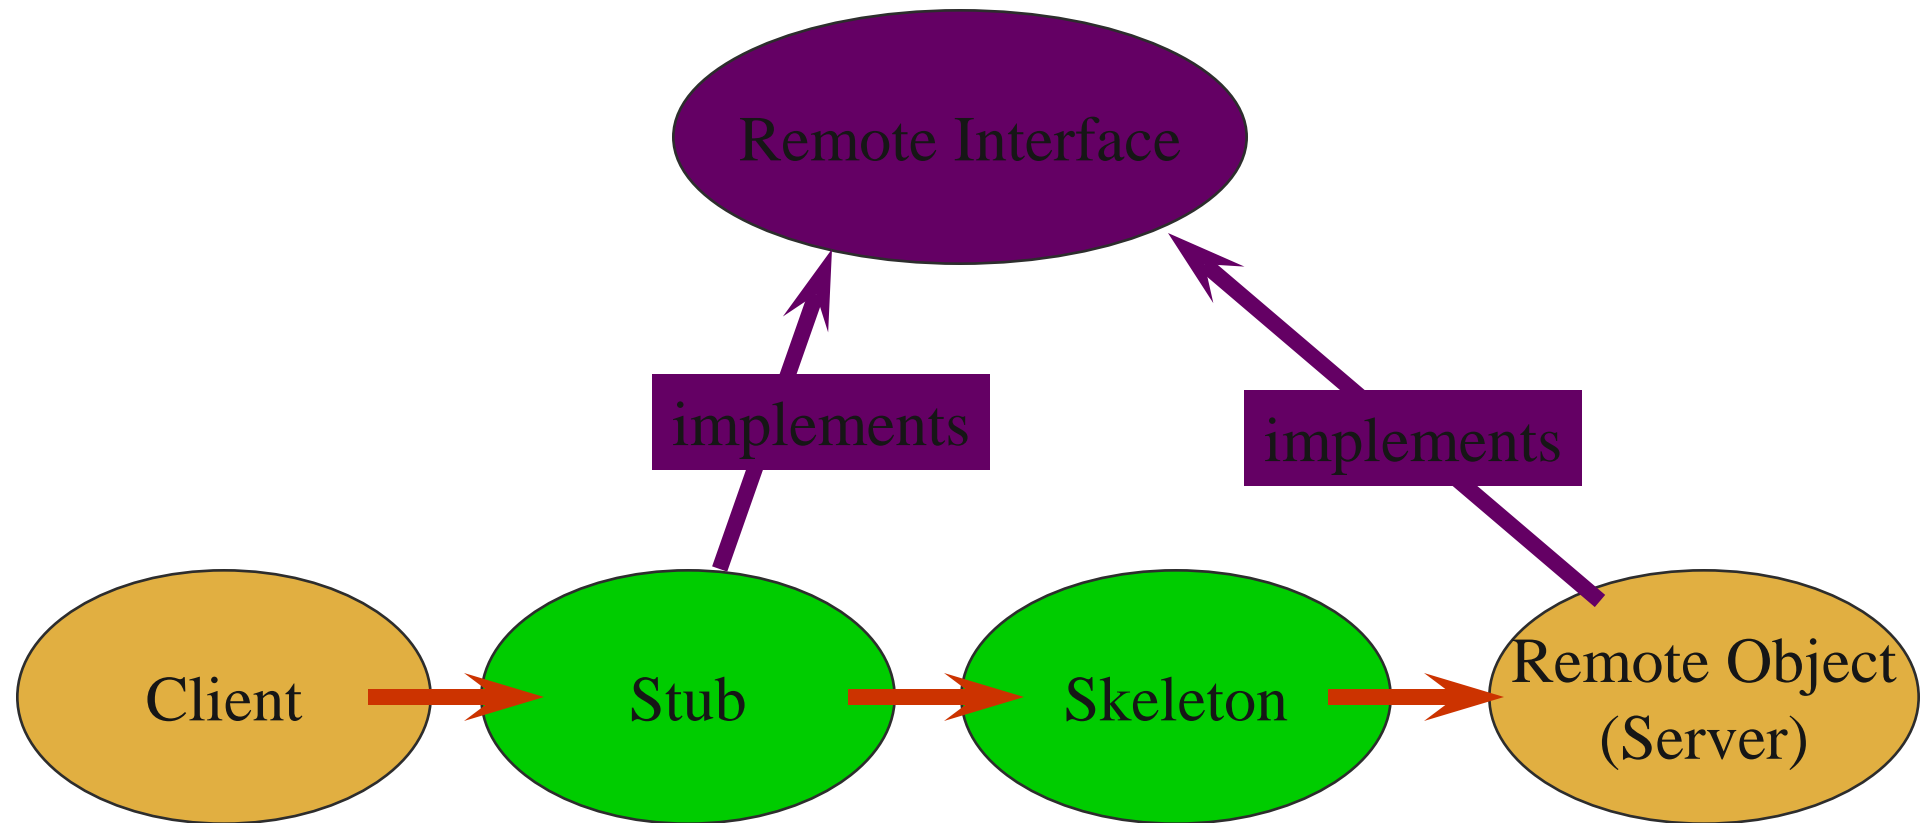 Remote Interface
implements
implements
Client
Stub
Skeleton
Remote Object
(Server)